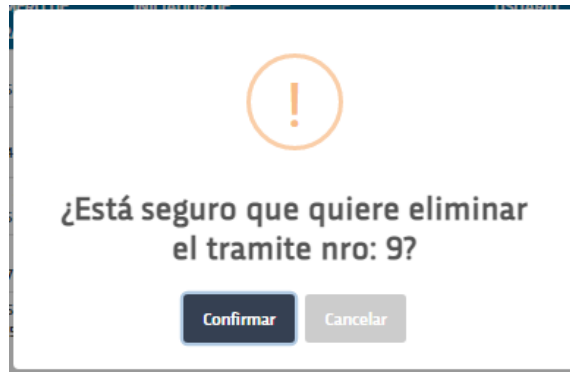 ¿Está seguro que quiere eliminar
el tramite nro: 9?
Confirmar
Cancelar